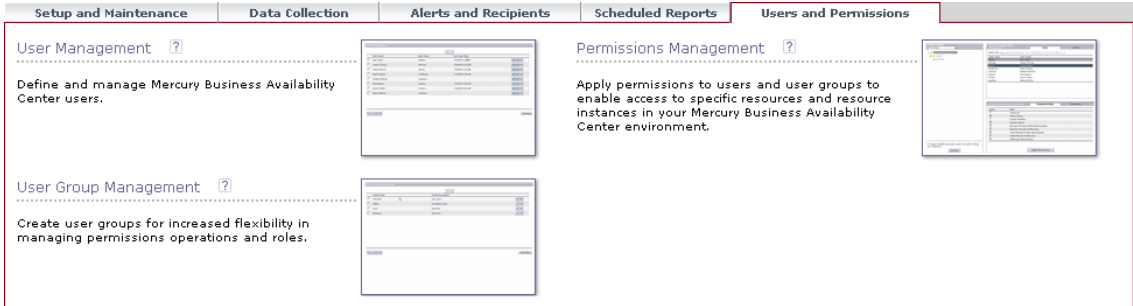 Setup and Maintenance
Data Collection
Alerts and Recipients
Scheduled Reports
Users and Permissions
User Management ?
Define and manage Mercury Business Availability
Center users.
Permissions Management ?
Apply permissions to users and user groups to
enable access to specific resources and resource
instances in your Mercury Business Availability
Center environment.
User Group Management ?
Create user groups for increased flexibility in
managing permissions operations and roles.